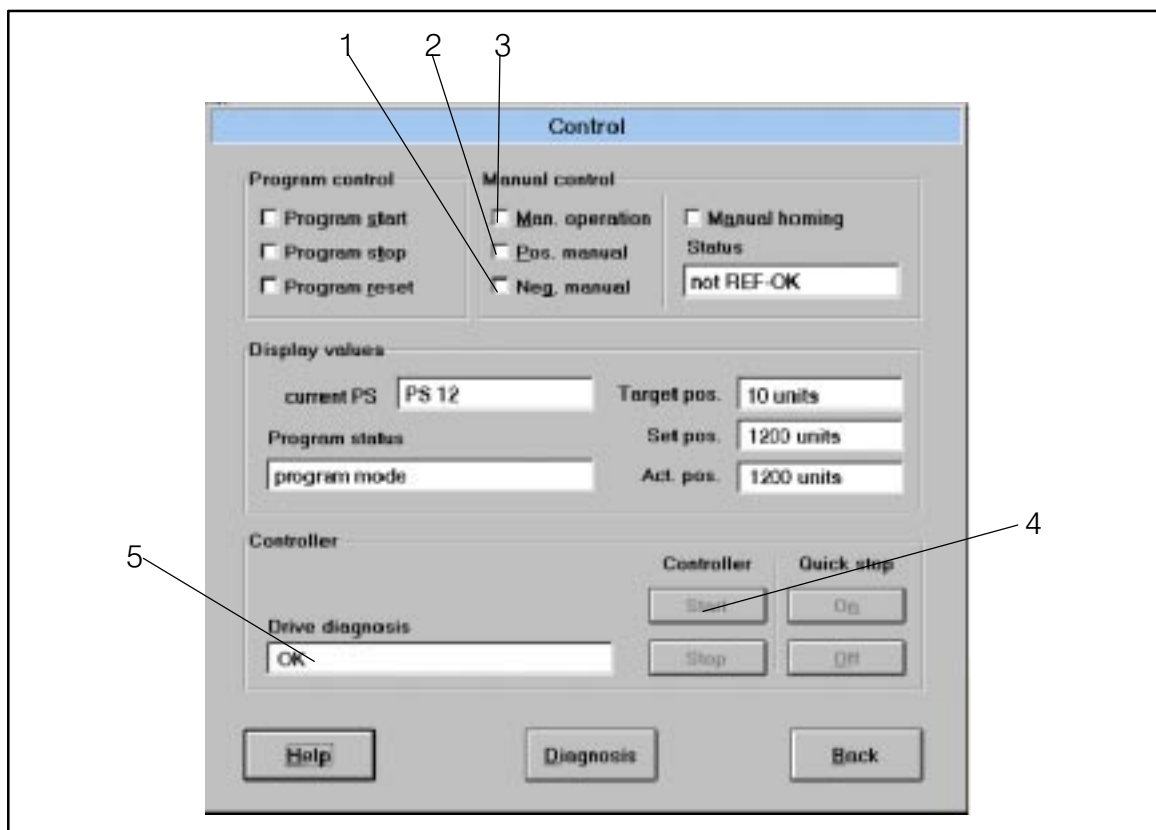 1 2 3
Control
Program control
Program start
Program stop
Program reset
Manual control
Man. operation
Pos. manual
Neg. manual
Manual homing
Status
not REF-OK
Display values
current PS PS 12
Program status
program mode
Target pos. 10 units
Set pos. 1200 units
Act. pos. 1200 units
4
5
Controller
Drive diagnosis
OK
Controller
Start
Stop
Quick stop
On
Off
Help Diagnosis Back